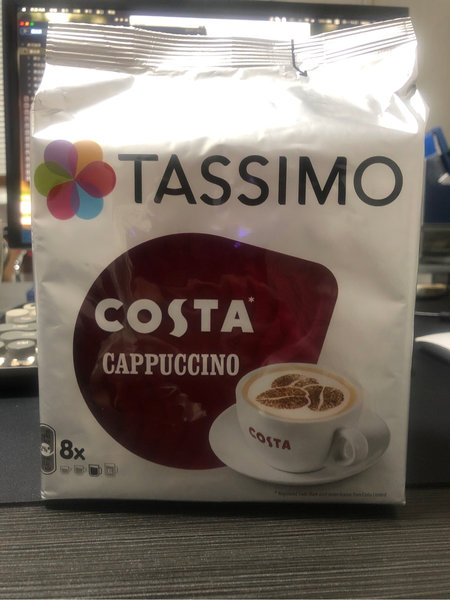 TASSIMO
COSTA*
CAPPUCCINO
COSTA
8x